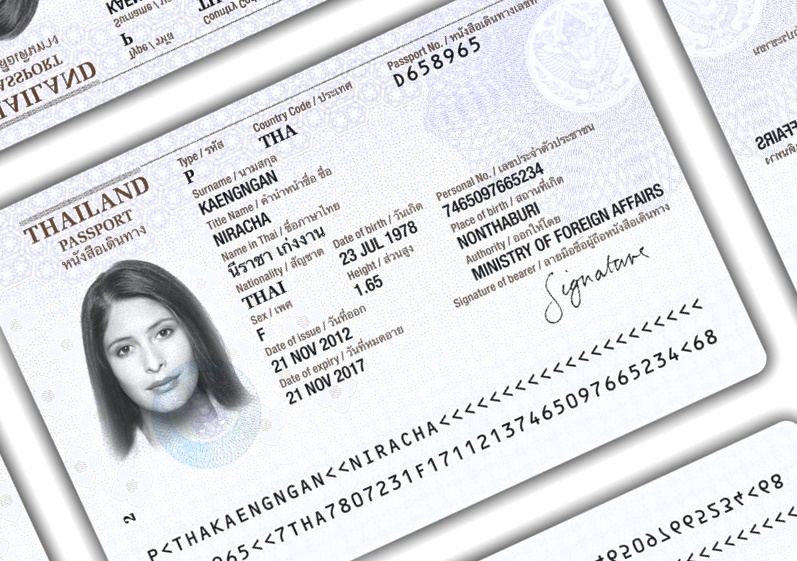 THAILAND
PASSPORT
หนังสือเดินทาง
Type / รหัส
P
Country Code / ประเทศ
THA
Passport No. / หนังสือเดินทางเลขที่
D658965
Surname / นามสกุล
KAENGNGAN
Title Name / คำนำหน้าชื่อ ชื่อ
NIRACHA
Name in Thai / ชื่อภาษาไทย
นีราชา เก่งงาน
Nationality / สัญชาติ
THAI
Date of birth / วันเกิด
23 JUL 1978
Personal No. / เลขประจำตัวประชาชน
7465097665234
Place of birth / สถานที่เกิด
NONTHABURI
Sex / เพศ
F
Height / ส่วนสูง
1.65
Authority / ออกให้โดย
MINISTRY OF FOREIGN AFFAIRS
Date of issue / วันที่ออก
21 NOV 2012
Signature of bearer / ลายมือชื่อผู้ถือหนังสือเดินทาง
Signature
Date of expiry / วันที่หมดอายุ
21 NOV 2017
2
P<THAKAENGNGAN<<NIRACHA<<<<<<<<<<<<<<<<<<<<<
965<<7THA7807231F17112137465097665234<68